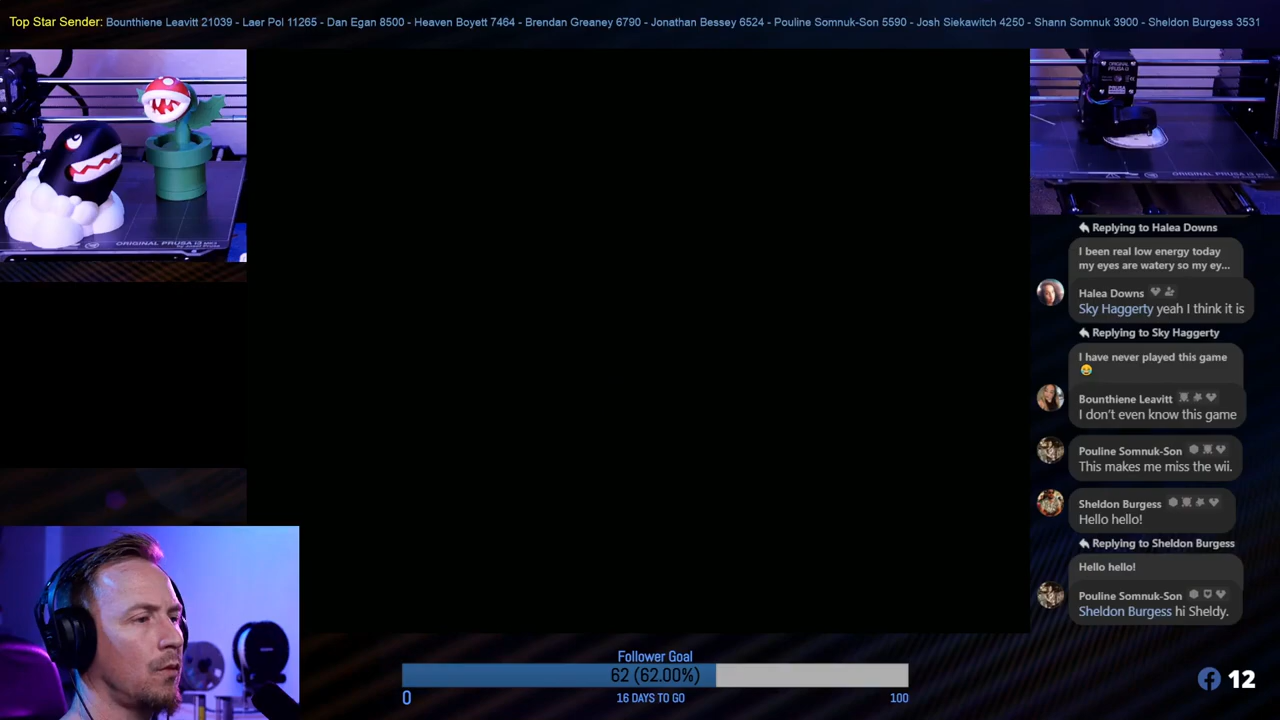 Top Star Sender: Bounthiene Leavitt 21039 - Laer Pol 11265 - Dan Egan 8500 - Heaven Boyett 7464 - Brendan Greaney 6790 - Jonathan Bessey 6524 - Pouline Somnuk-Son 5590 - Josh Siekawitch 4250 - Shann Somnuk 3900 - Sheldon Burgess 3531
ORIGINAL PRUSA i3
ORIGINAL PRUSA i3
Replying to Halea Downs
I been real low energy today
my eyes are watery so my ey...
Halea Downs
Sky Haggerty yeah I think it is
Replying to Sky Haggerty
I have never played this game
😂
Bounthiene Leavitt
I don't even know this game
Pouline Somnuk-Son
This makes me miss the wii.
Sheldon Burgess
Hello hello!
Replying to Sheldon Burgess
Hello hello!
Pouline Somnuk-Son
Sheldon Burgess hi Sheldy.
Follower Goal
62 (62.00%)
0
16 DAYS TO GO
100
12